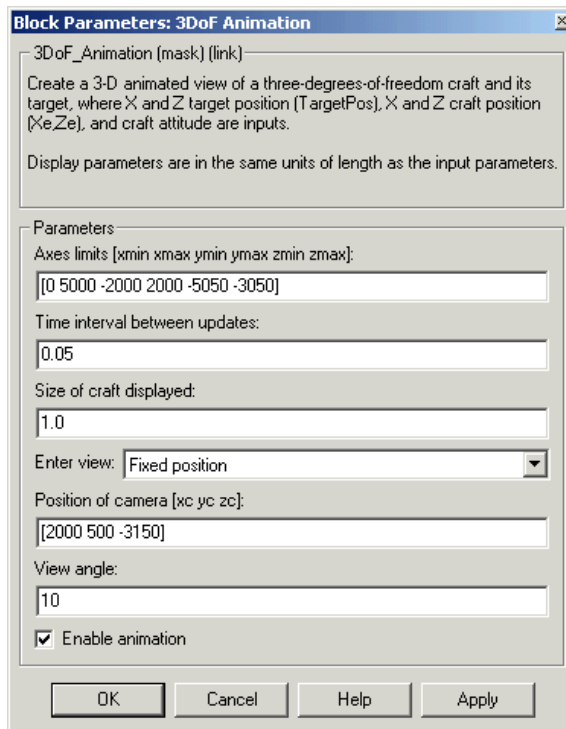 Block Parameters: 3DoF Animation
3DoF_Animation (mask) (link)
Create a 3-D animated view of a three-degrees-of-freedom craft and its
target, where X and Z target position (TargetPos), X and Z craft position
(Xe,Ze), and craft attitude are inputs.
Display parameters are in the same units of length as the input parameters.
Parameters
Axes limits [xmin xmax ymin ymax zmin zmax]:
[0 5000 -2000 2000 -5050 -3050]
Time interval between updates:
0.05
Size of craft displayed:
1.0
Enter view: Fixed position
Position of camera [xc yc zc]:
[2000 500 -3150]
View angle:
10
Enable animation
OK Cancel Help Apply